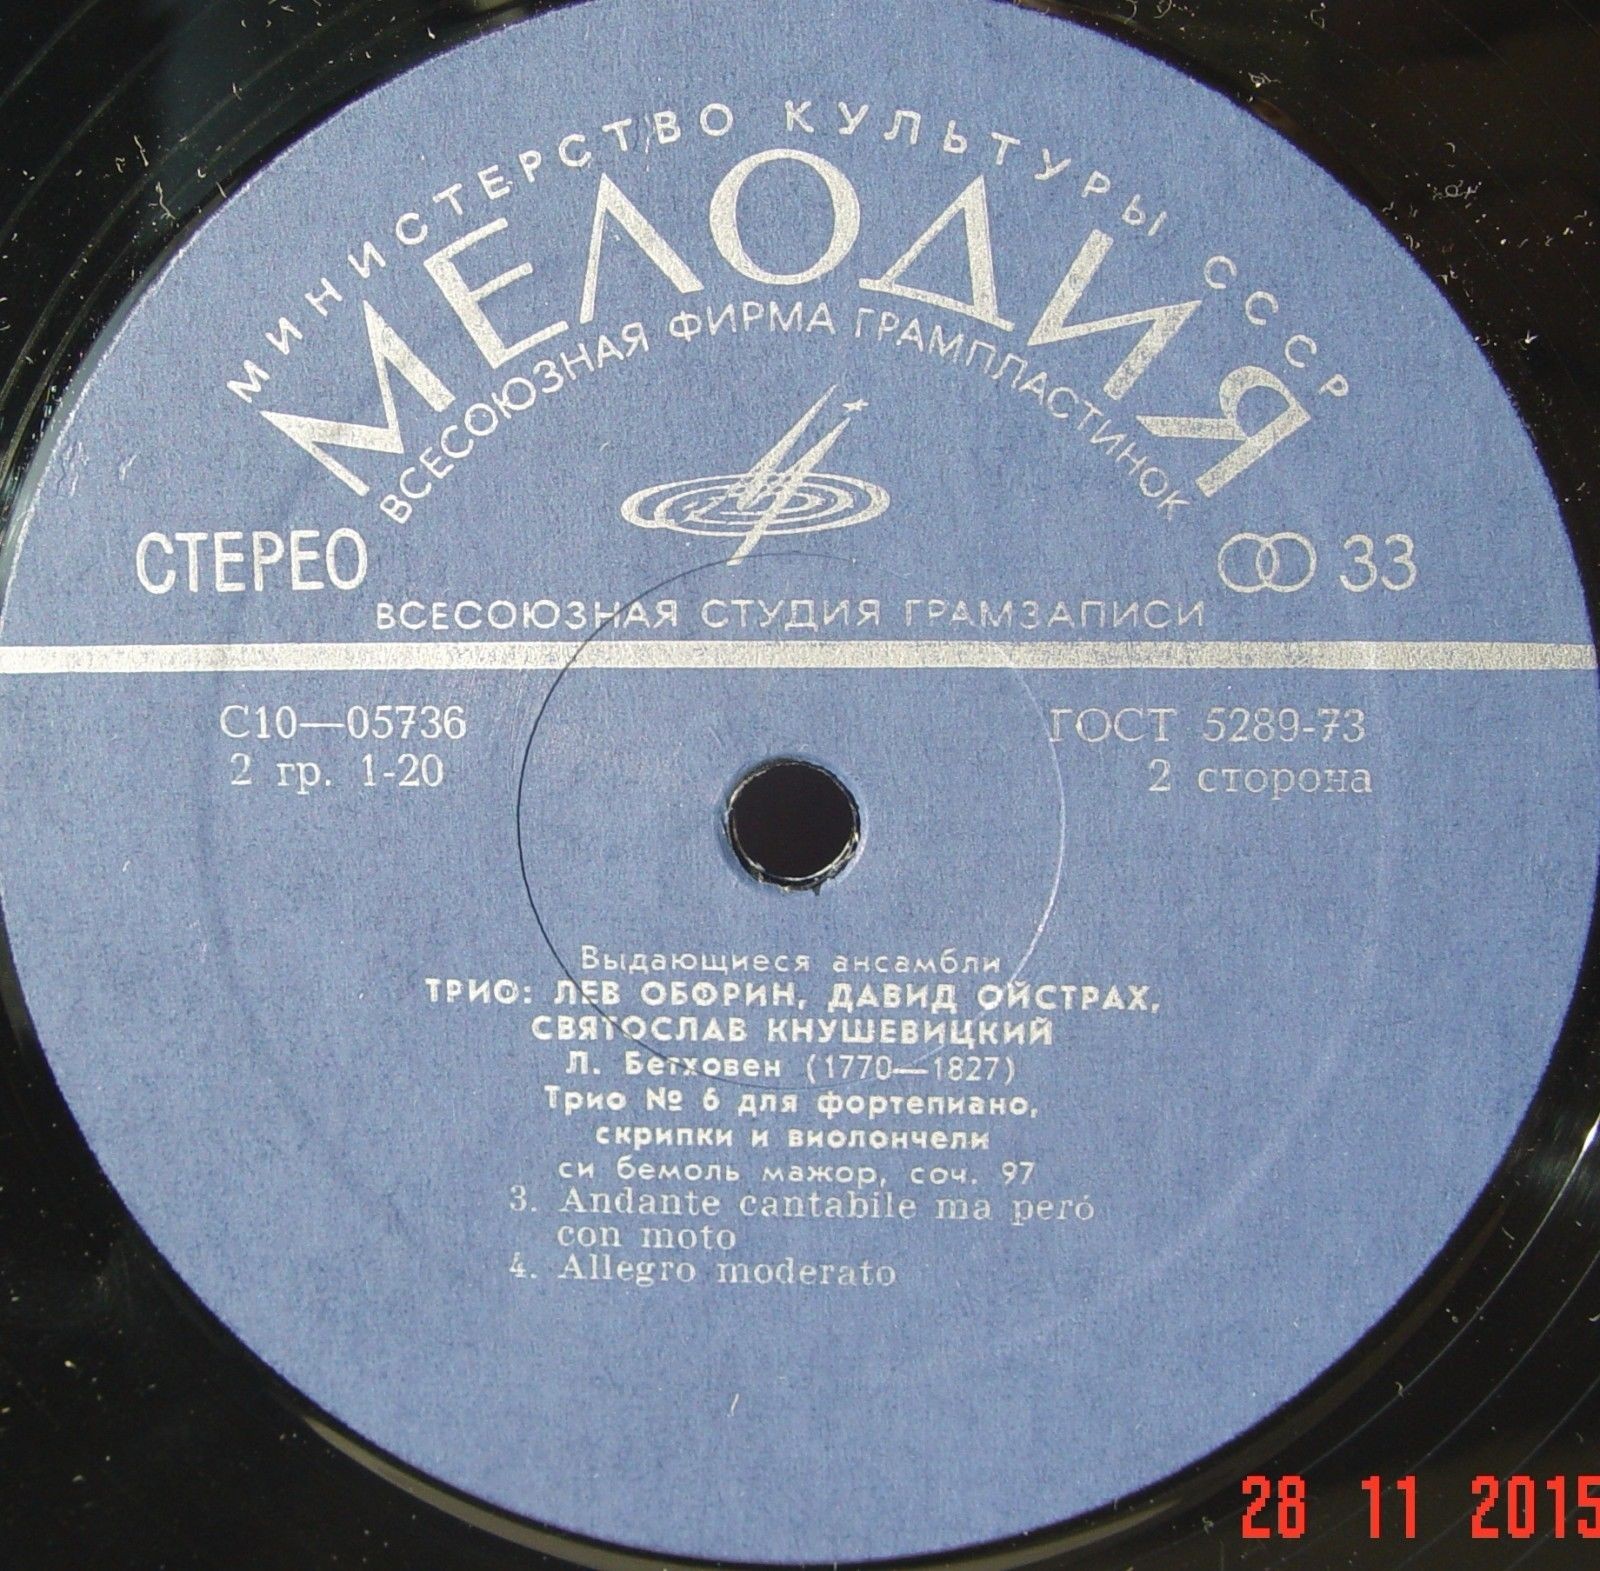 МИНИСТЕРСТВО КУЛЬТУРЫ СССР
МЕЛОДИЯ
ВСЕСОЮЗНАЯ ФИРМА ГРАМПЛАСТИНОК
СТЕРЕО
33
ВСЕСОЮЗНАЯ СТУДИЯ ГРАМЗАПИСИ
С10—05736
ГОСТ 5289-73
2 гр. 1-20
2 сторона
Выдающиеся ансамбли
ТРИО: ЛЕВ ОБОРИН, ДАВИД ОЙСТРАХ,
СВЯТОСЛАВ КНУШЕВИЦКИЙ
Л. Бетховен (1770—1827)
Трио № 6 для фортепиано,
скрипки и виолончели
си бемоль мажор, соч. 97
3. Andante cantabile ma peró
con moto
4. Allegro moderato
28 11 2015